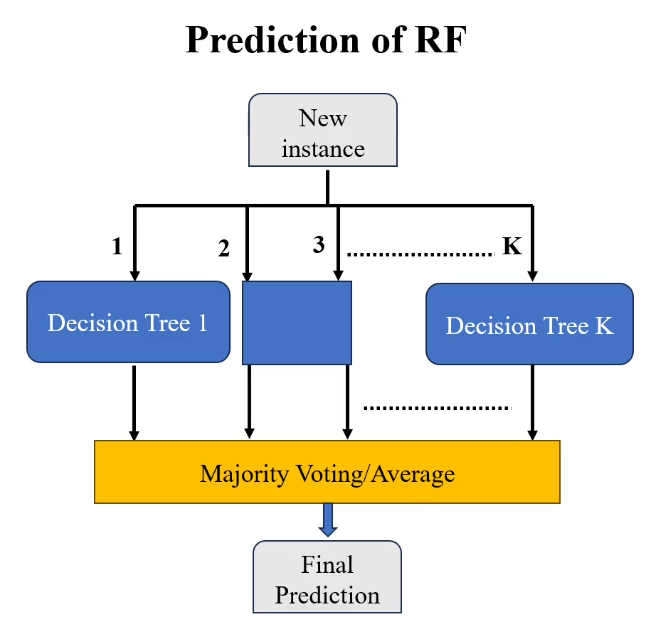 Prediction of RF
New
instance
1
2
3
K
Decision Tree 1
Decision Tree K
Majority Voting/Average
Final
Prediction